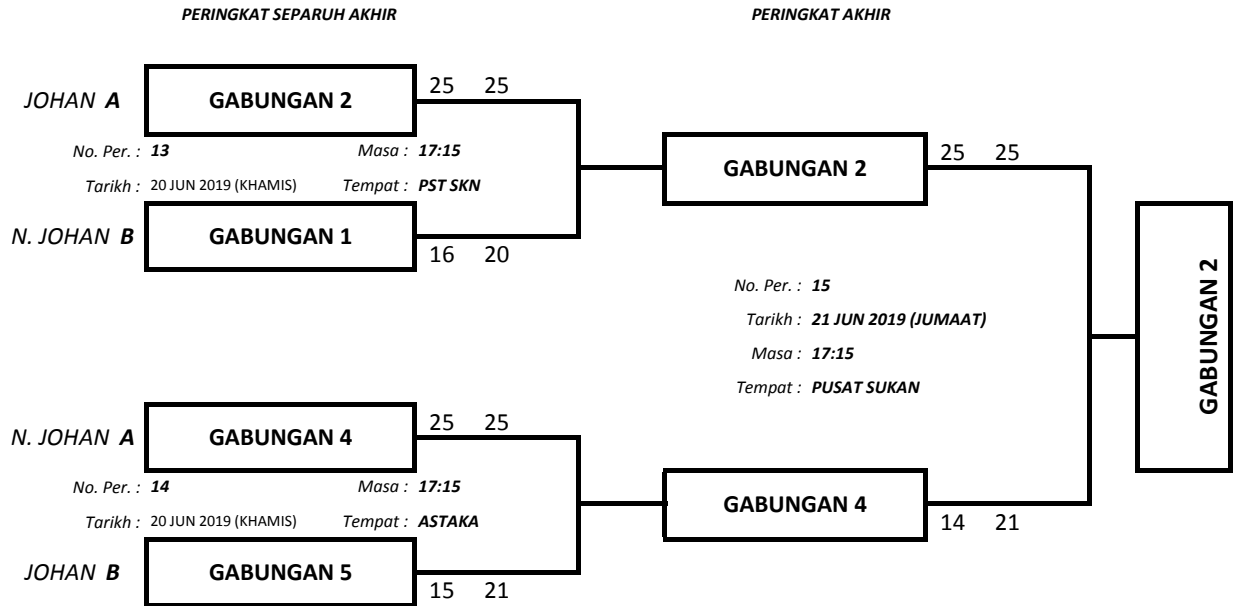 PERINGKAT SEPARUH AKHIR
PERINGKAT AKHIR
JOHAN A
GABUNGAN 2
25 25
No. Per. : 13 Masa : 17:15
Tarikh : 20 JUN 2019 (KHAMIS) Tempat : PST SKN
N. JOHAN B
GABUNGAN 1
16 20
GABUNGAN 2
25 25
No. Per. : 15
Tarikh : 21 JUN 2019 (JUMAAT)
Masa : 17:15
Tempat : PUSAT SUKAN
GABUNGAN 2
N. JOHAN A
GABUNGAN 4
25 25
No. Per. : 14 Masa : 17:15
Tarikh : 20 JUN 2019 (KHAMIS) Tempat : ASTAKA
JOHAN B
GABUNGAN 5
15 21
GABUNGAN 4
14 21